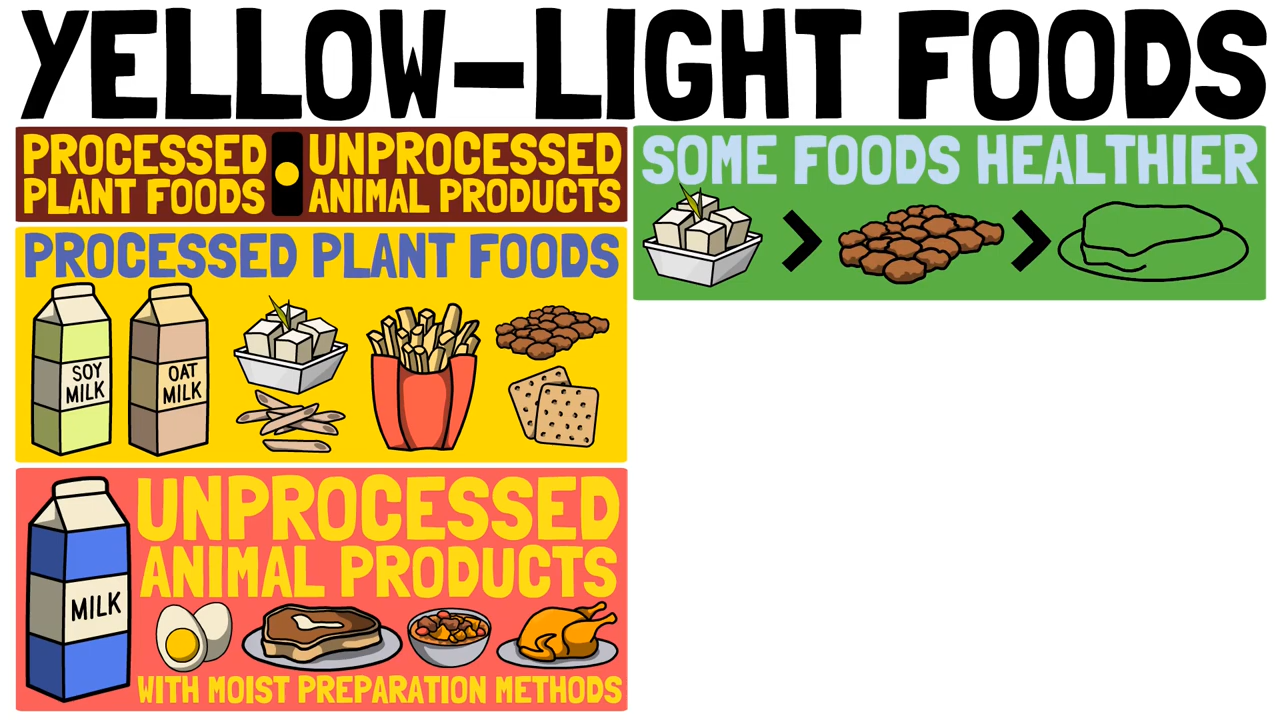 YELLOW-LIGHT FOODS
PROCESSED
PLANT FOODS
UNPROCESSED
ANIMAL PRODUCTS
PROCESSED PLANT FOODS
SOY
MILK
OAT
MILK
UNPROCESSED
ANIMAL PRODUCTS
MILK
WITH MOIST PREPARATION METHODS
SOME FOODS HEALTHIER